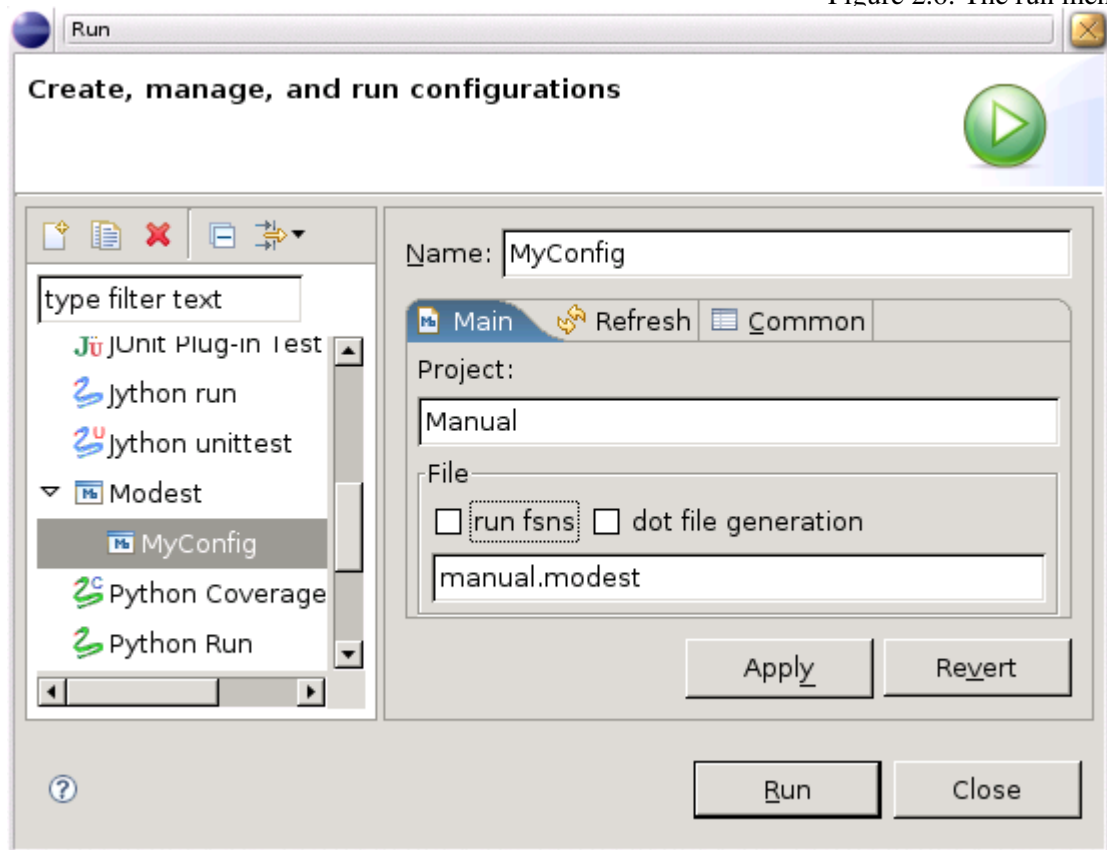 Figure 2.6: The run men
Run
Create, manage, and run configurations
type filter text
JUnit Plug-in Test
Jython run
Jython unittest
Modest
MyConfig
Python Coverage
Python Run
Name: MyConfig
Main Refresh Common
Project:
Manual
File
run fsns dot file generation
manual.modest
Apply Revert
Run Close